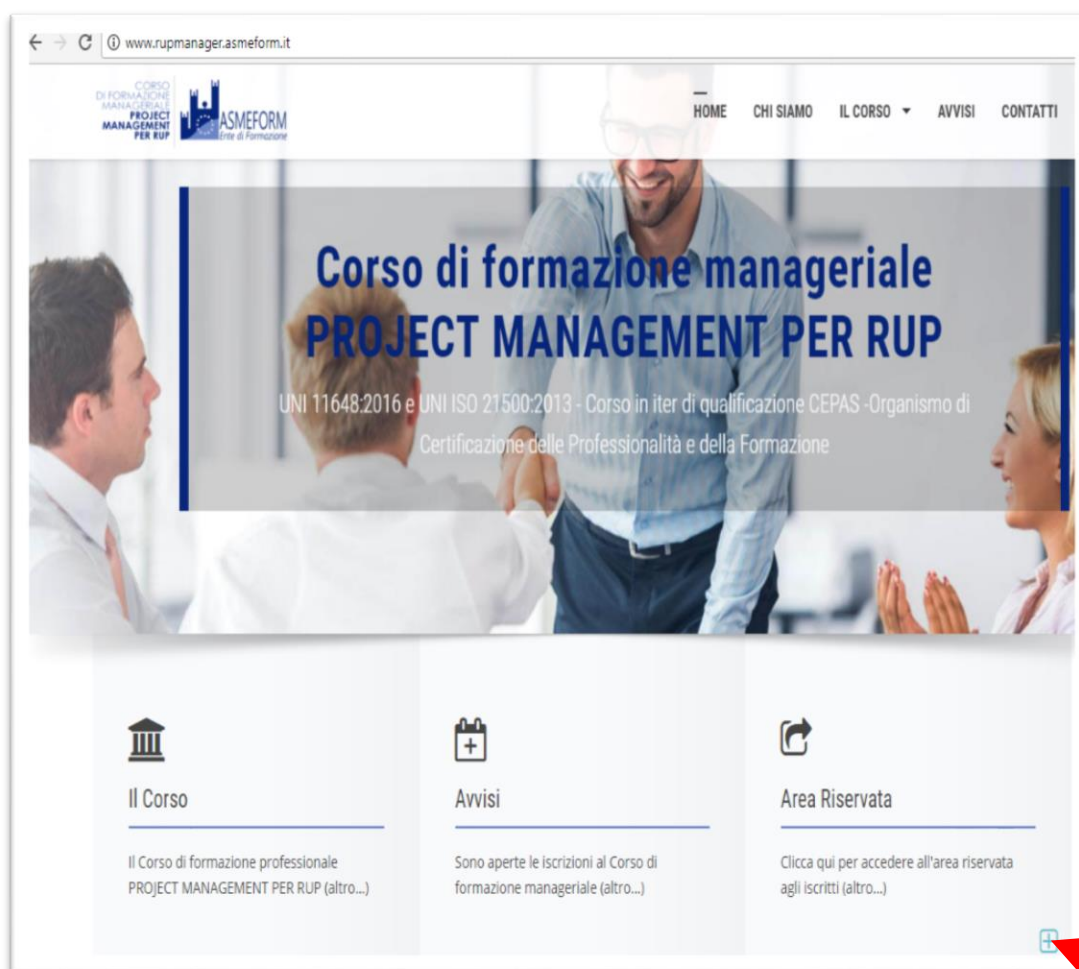 www.rupmanager.asmeform.it
CORSO
DI FORMAZIONE
MANAGERIALE
PROJECT
MANAGEMENT
PER RUP
ASMEFORM
Ente di Formazione
HOME CHI SIAMO IL CORSO AVVISI CONTATTI
Corso di formazione manageriale
PROJECT MANAGEMENT PER RUP
UNI 11648:2016 e UNI ISO 21500:2013 - Corso in iter di qualificazione CEPAS -Organismo di
Certificazione delle Professionalità e della Formazione
Il Corso
Il Corso di formazione professionale
PROJECT MANAGEMENT PER RUP (altro...)
Avvisi
Sono aperte le iscrizioni al Corso di
formazione manageriale (altro...)
Area Riservata
Clicca qui per accedere all'area riservata
agli iscritti (altro...)